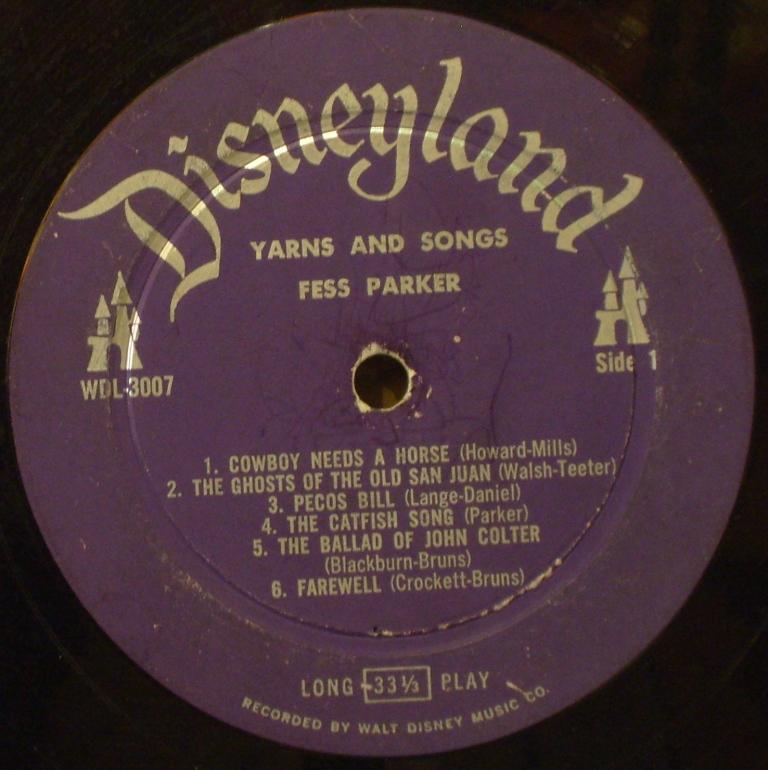 Disneyland
YARNS AND SONGS
FESS PARKER
WDL-3007
Side 1
1. COWBOY NEEDS A HORSE (Howard-Mills)
2. THE GHOSTS OF THE OLD SAN JUAN (Walsh-Teeter)
3. PECOS BILL (Lange-Daniel)
4. THE CATFISH SONG (Parker)
5. THE BALLAD OF JOHN COLTER
(Blackburn-Bruns)
6. FAREWELL (Crockett-Bruns)
LONG 33⅓ PLAY
RECORDED BY WALT DISNEY MUSIC CO.